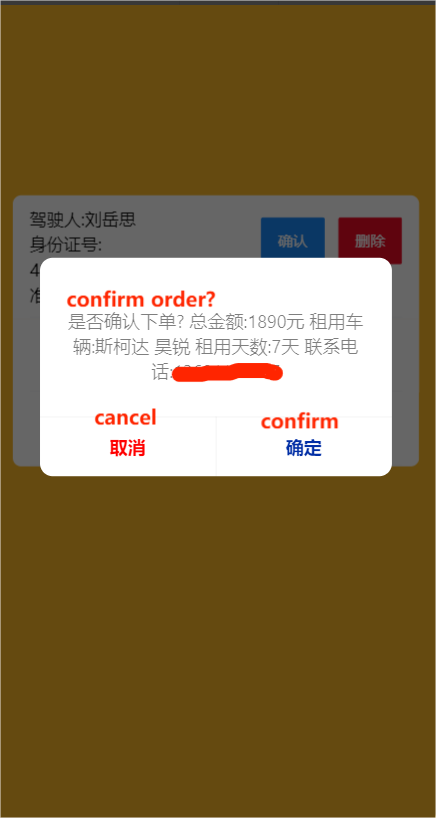 驾驶人:刘岳思
身份证号:
确认
删除
4
准
confirm order?
是否确认下单? 总金额:1890元 租用车
辆:斯柯达 昊锐 租用天数:7天 联系电
话:
cancel
confirm
取消
确定